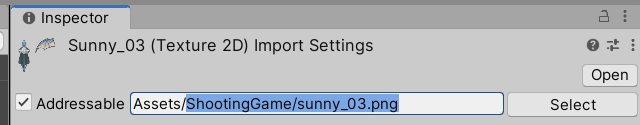 Inspector
Sunny_03 (Texture 2D) Import Settings
Open
Addressable Assets/ShootingGame/sunny_03.png Select